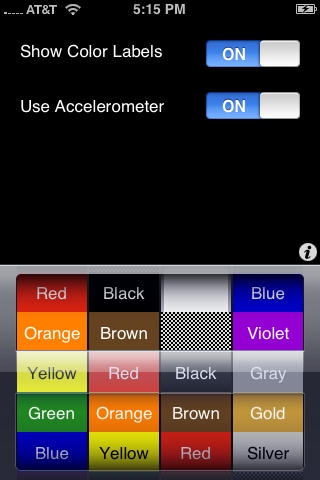 AT&T 5:15 PM
Show Color Labels ON
Use Accelerometer ON
i
Red Black Blue
Orange Brown Violet
Yellow Red Black Gray
Green Orange Brown Gold
Blue Yellow Red Silver